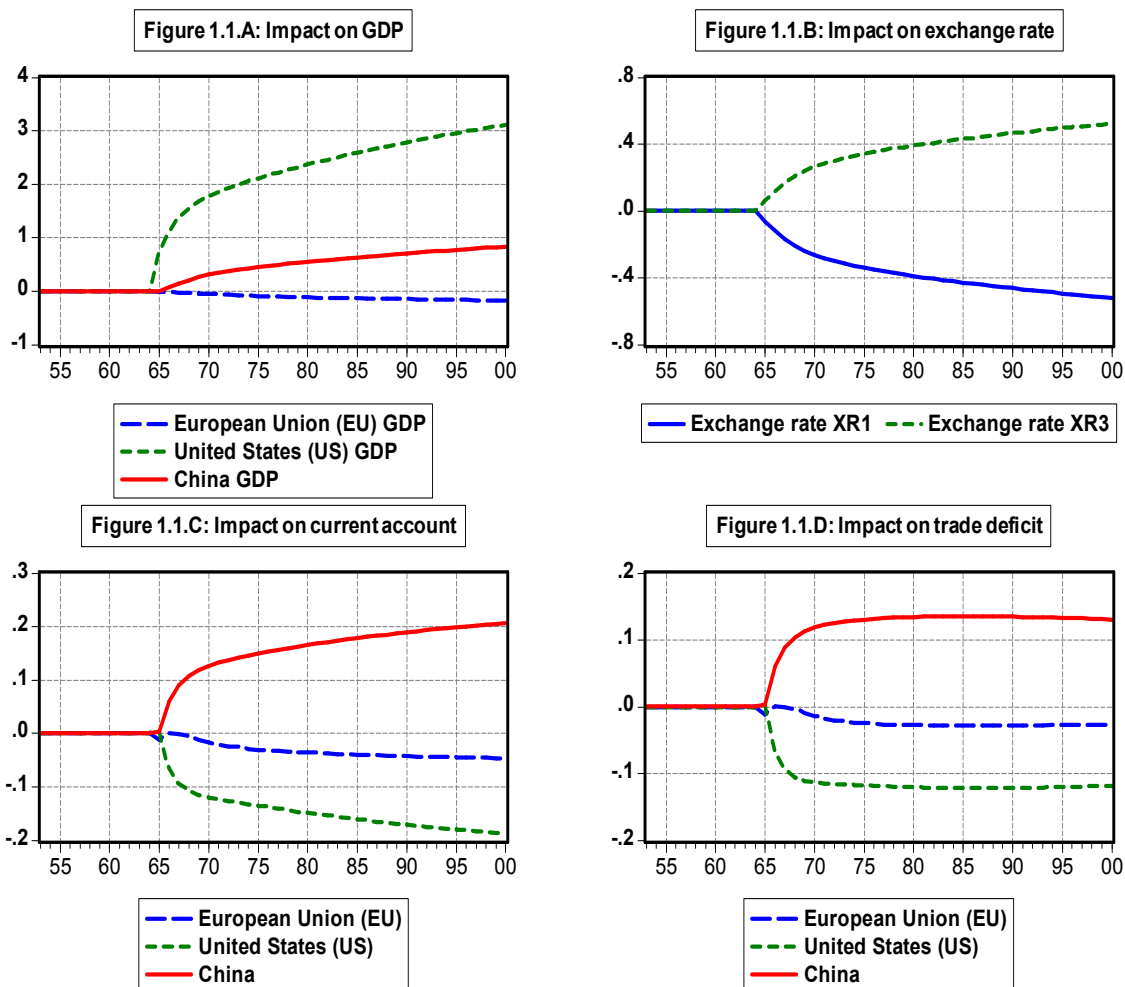 Figure 1.1.A: Impact on GDP
4
3
2
1
0
-1
55 60 65 70 75 80 85 90 95 00
European Union (EU) GDP
United States (US) GDP
China GDP
Figure 1.1.B: Impact on exchange rate
.8
.4
.0
-.4
-.8
55 60 65 70 75 80 85 90 95 00
Exchange rate XR1 Exchange rate XR3
Figure 1.1.C: Impact on current account
.3
.2
.1
.0
-.1
-.2
55 60 65 70 75 80 85 90 95 00
European Union (EU)
United States (US)
China
Figure 1.1.D: Impact on trade deficit
.2
.1
.0
-.1
-.2
55 60 65 70 75 80 85 90 95 00
European Union (EU)
United States (US)
China